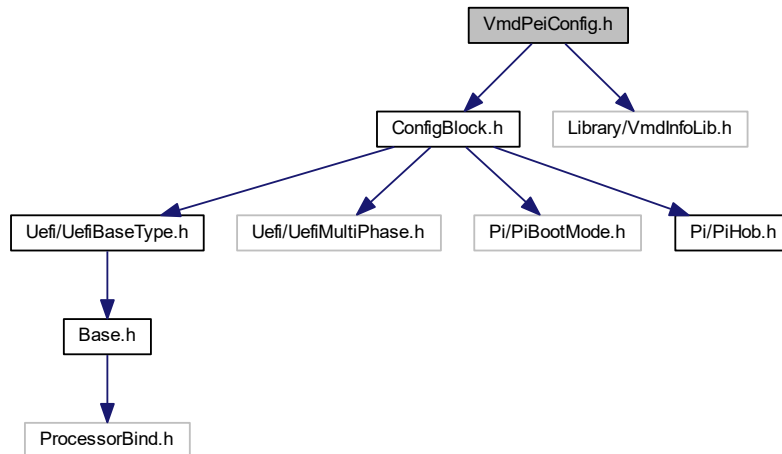 VmdPeiConfig.h
ConfigBlock.h
Library/VmdInfoLib.h
Uefi/UefiBaseType.h
Uefi/UefiMultiPhase.h
Pi/PiBootMode.h
Pi/PiHob.h
Base.h
ProcessorBind.h